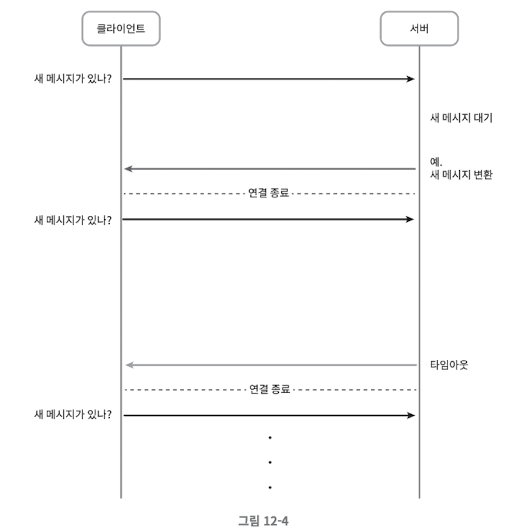 클라이언트
서버
새 메시지가 있나?
새 메시지 대기
예.
새 메시지 변환
연결 종료
새 메시지가 있나?
타임아웃
연결 종료
새 메시지가 있나?
그림 12-4